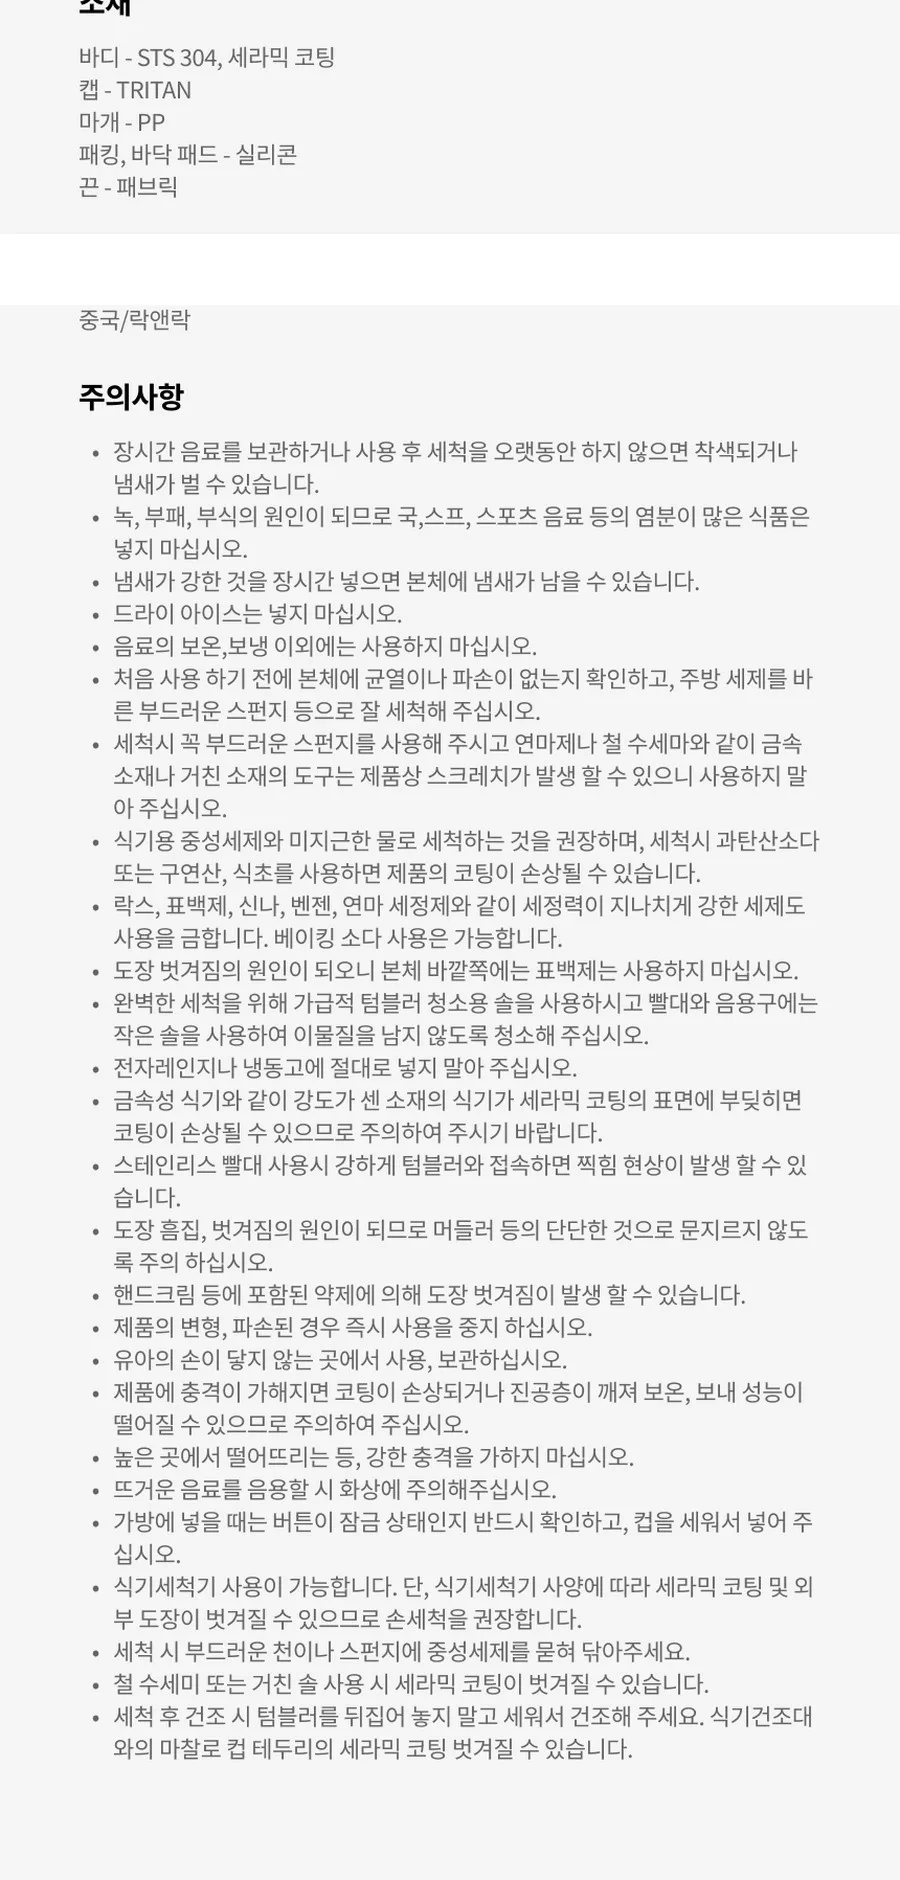 소재
바디 - STS 304, 세라믹 코팅
캡 - TRITAN
마개 - PP
패킹, 바닥 패드 - 실리콘
끈 - 패브릭
중국/락앤락
주의사항
• 장시간 음료를 보관하거나 사용 후 세척을 오랫동안 하지 않으면 착색되거나
냄새가 벌 수 있습니다.
• 녹, 부패, 부식의 원인이 되므로 국,스프, 스포츠 음료 등의 염분이 많은 식품은
넣지 마십시오.
• 냄새가 강한 것을 장시간 넣으면 본체에 냄새가 남을 수 있습니다.
• 드라이 아이스는 넣지 마십시오.
• 음료의 보온,보냉 이외에는 사용하지 마십시오.
• 처음 사용 하기 전에 본체에 균열이나 파손이 없는지 확인하고, 주방 세제를 바
른 부드러운 스펀지 등으로 잘 세척해 주십시오.
• 세척시 꼭 부드러운 스펀지를 사용해 주시고 연마제나 철 수세마와 같이 금속
소재나 거친 소재의 도구는 제품상 스크레치가 발생 할 수 있으니 사용하지 말
아 주십시오.
• 식기용 중성세제와 미지근한 물로 세척하는 것을 권장하며, 세척시 과탄산소다
또는 구연산, 식초를 사용하면 제품의 코팅이 손상될 수 있습니다.
• 락스, 표백제, 신나, 벤젠, 연마 세정제와 같이 세정력이 지나치게 강한 세제도
사용을 금합니다. 베이킹 소다 사용은 가능합니다.
• 도장 벗겨짐의 원인이 되오니 본체 바깥쪽에는 표백제는 사용하지 마십시오.
• 완벽한 세척을 위해 가급적 텀블러 청소용 솔을 사용하시고 빨대와 음용구에는
작은 솔을 사용하여 이물질을 남지 않도록 청소해 주십시오.
• 전자레인지나 냉동고에 절대로 넣지 말아 주십시오.
• 금속성 식기와 같이 강도가 센 소재의 식기가 세라믹 코팅의 표면에 부딪히면
코팅이 손상될 수 있으므로 주의하여 주시기 바랍니다.
• 스테인리스 빨대 사용시 강하게 텀블러와 접속하면 찍힘 현상이 발생 할 수 있
습니다.
• 도장 흠집, 벗겨짐의 원인이 되므로 머들러 등의 단단한 것으로 문지르지 않도
록 주의 하십시오.
• 핸드크림 등에 포함된 약제에 의해 도장 벗겨짐이 발생 할 수 있습니다.
• 제품의 변형, 파손된 경우 즉시 사용을 중지 하십시오.
• 유아의 손이 닿지 않는 곳에서 사용, 보관하십시오.
• 제품에 충격이 가해지면 코팅이 손상되거나 진공층이 깨져 보온, 보내 성능이
떨어질 수 있으므로 주의하여 주십시오.
• 높은 곳에서 떨어뜨리는 등, 강한 충격을 가하지 마십시오.
• 뜨거운 음료를 음용할 시 화상에 주의해주십시오.
• 가방에 넣을 때는 버튼이 잠금 상태인지 반드시 확인하고, 컵을 세워서 넣어 주
십시오.
• 식기세척기 사용이 가능합니다. 단, 식기세척기 사양에 따라 세라믹 코팅 및 외
부 도장이 벗겨질 수 있으므로 손세척을 권장합니다.
• 세척 시 부드러운 천이나 스펀지에 중성세제를 묻혀 닦아주세요.
• 철 수세미 또는 거친 솔 사용 시 세라믹 코팅이 벗겨질 수 있습니다.
• 세척 후 건조 시 텀블러를 뒤집어 놓지 말고 세워서 건조해 주세요. 식기건조대
와의 마찰로 컵 테두리의 세라믹 코팅 벗겨질 수 있습니다.